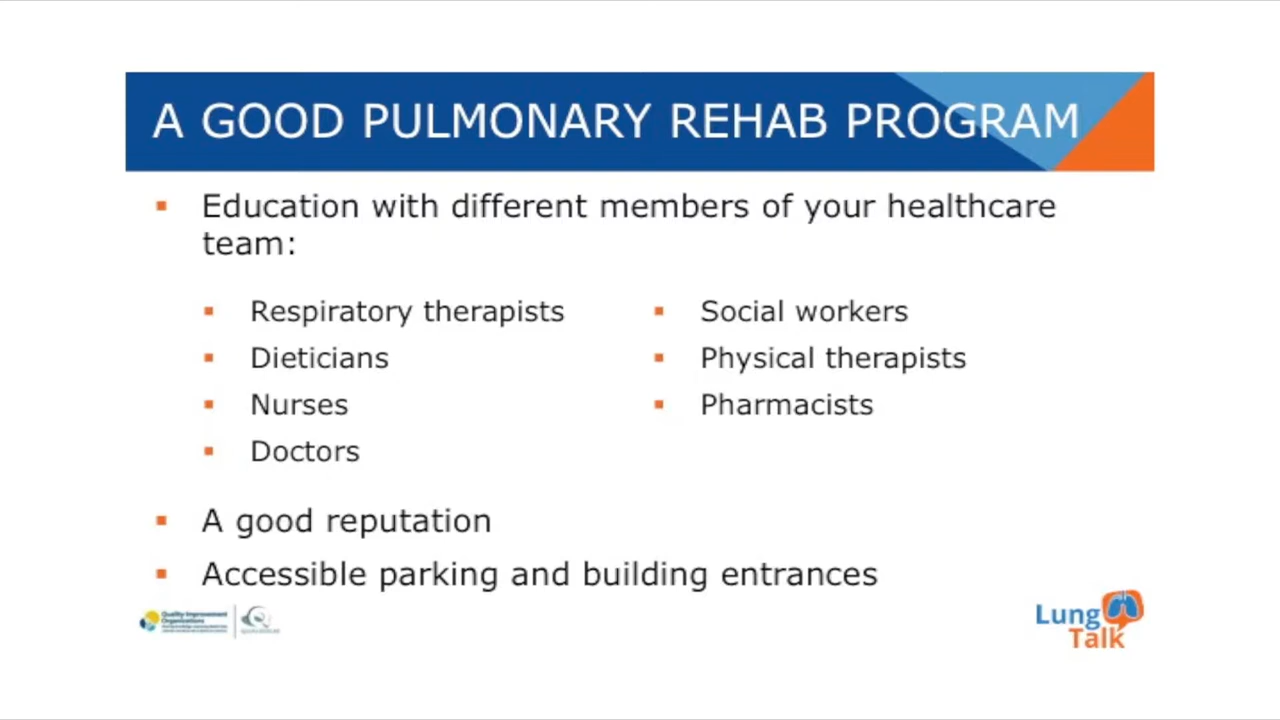 A GOOD PULMONARY REHAB PROGRAM
Education with different members of your healthcare
team:
Respiratory therapists
Dieticians
Nurses
Doctors
Social workers
Physical therapists
Pharmacists
A good reputation
Accessible parking and building entrances
Quality Improvement
Organizations
Lung
Talk